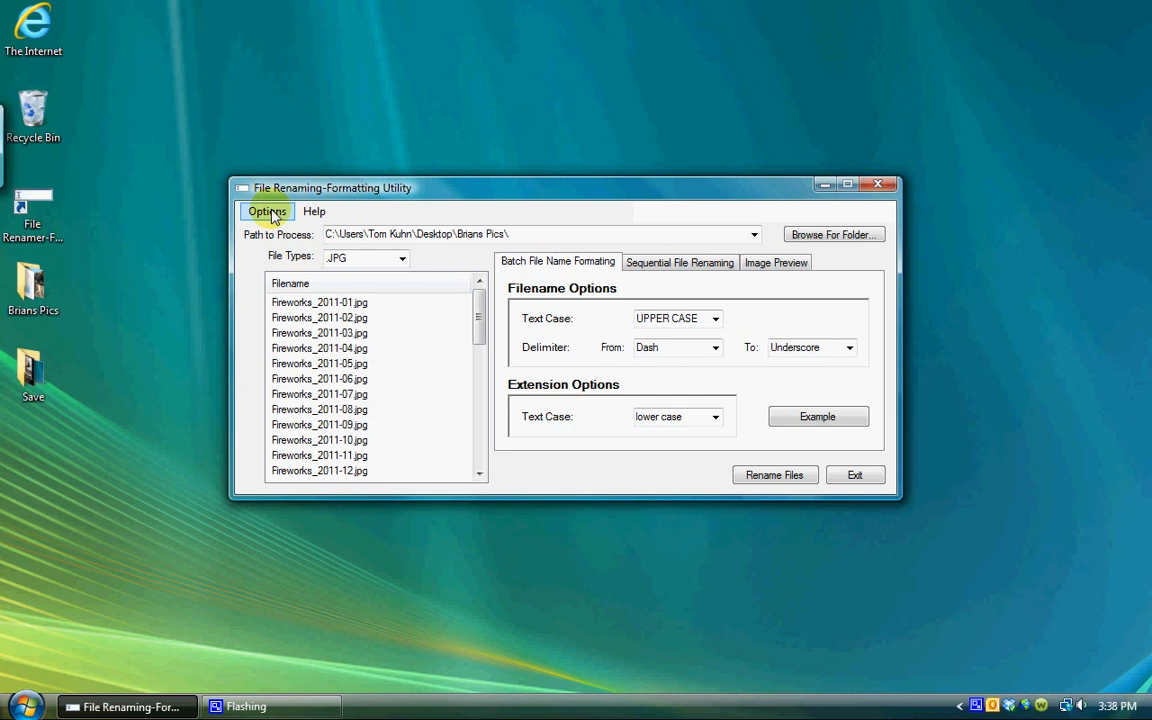 The Internet
Recycle Bin
File
Renamer-F...
Brians Pics
Save
File Renaming-Formatting Utility
Options Help
Path to Process: C:\Users\Tom Kuhn\Desktop\Brians Pics\ Browse For Folder...
File Types: .JPG
Batch File Name Formating Sequential File Renaming Image Preview
Filename
Fireworks_2011-01.jpg
Fireworks_2011-02.jpg
Fireworks_2011-03.jpg
Fireworks_2011-04.jpg
Fireworks_2011-05.jpg
Fireworks_2011-06.jpg
Fireworks_2011-07.jpg
Fireworks_2011-08.jpg
Fireworks_2011-09.jpg
Fireworks_2011-10.jpg
Fireworks_2011-11.jpg
Fireworks_2011-12.jpg
Filename Options
Text Case: UPPER CASE
Delimiter: From: Dash To: Underscore
Extension Options
Text Case: lower case
Example
Rename Files Exit
File Renaming-For... Flashing 3:38 PM